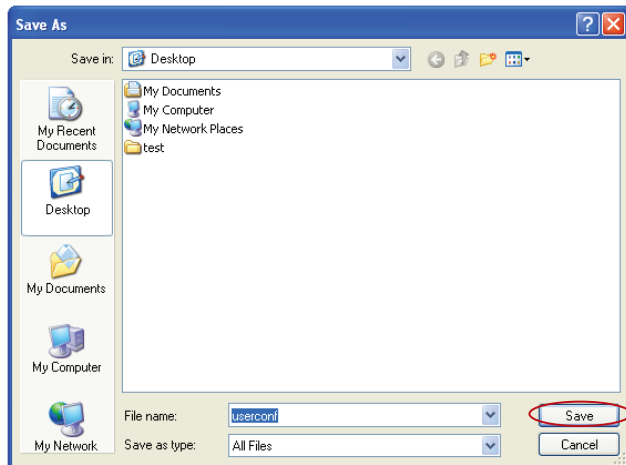 Save As
Save in:
Desktop
My Recent
Documents
Desktop
My Documents
My Computer
My Network
My Documents
My Computer
My Network Places
test
File name:
userconf
Save
Save as type:
All Files
Cancel